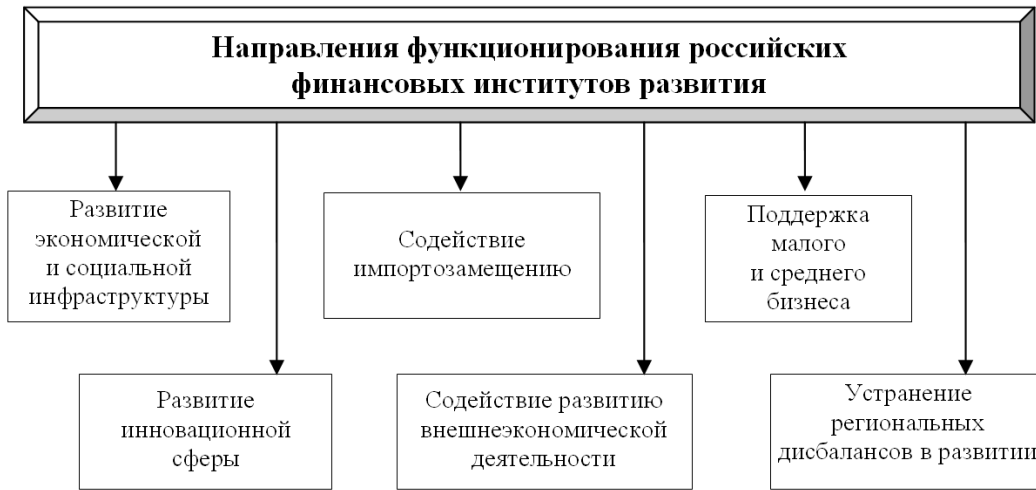 Направления функционирования российских
финансовых институтов развития
Развитие
экономической
и социальной
инфраструктуры
Содействие
импортозамещению
Поддержка
малого
и среднего
бизнеса
Развитие
инновационной
сферы
Содействие развитию
внешнеэкономической
деятельности
Устранение
региональных
дисбалансов в развитии